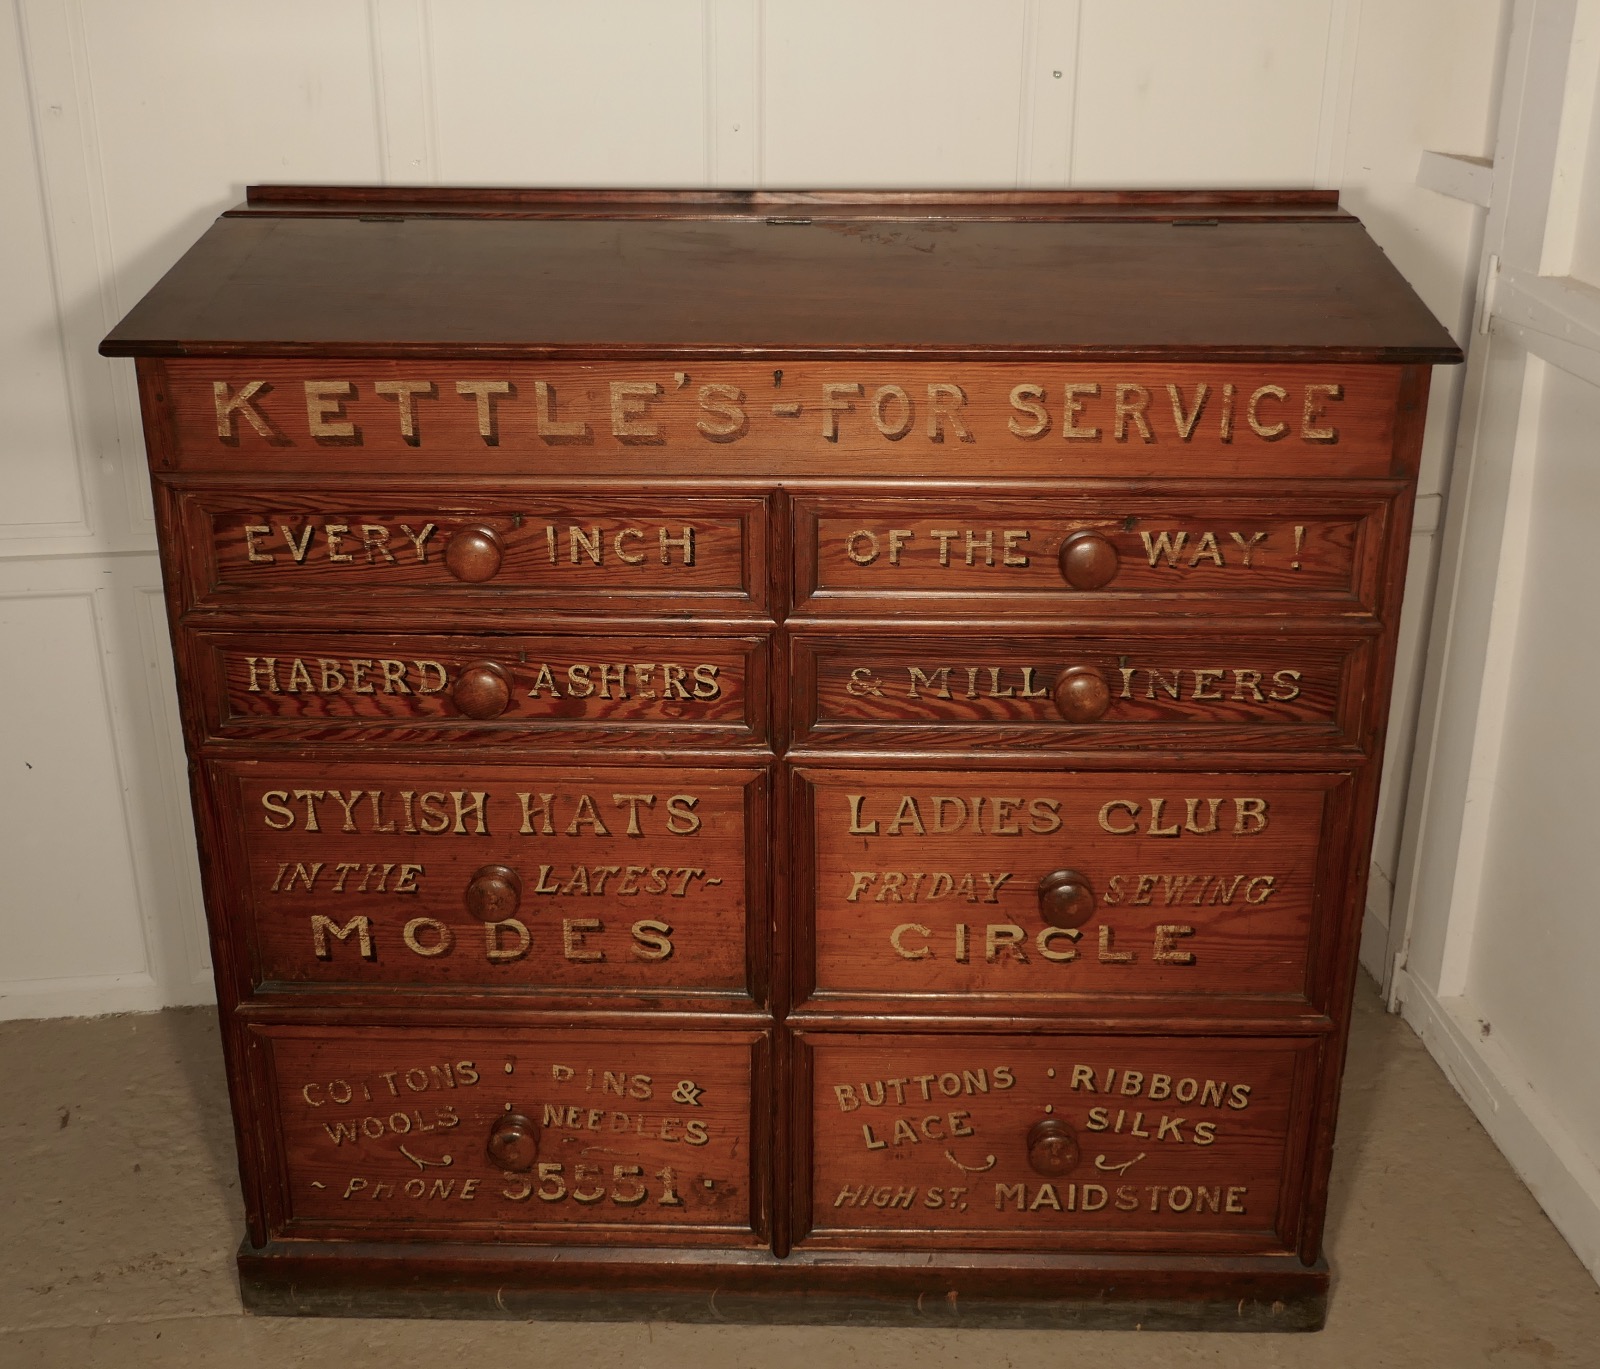 KETTLE'S - FOR SERVICE
EVERY INCH OF THE WAY !
HABERDASHERS & MILLINERS
STYLISH HATS
IN THE LATEST~
MODES
LADIES CLUB
FRIDAY SEWING
CIRCLE
COTTONS · PINS &
WOOLS · NEEDLES
~ PHONE 55551 ·
BUTTONS · RIBBONS
LACE · SILKS
HIGH ST, MAIDSTONE